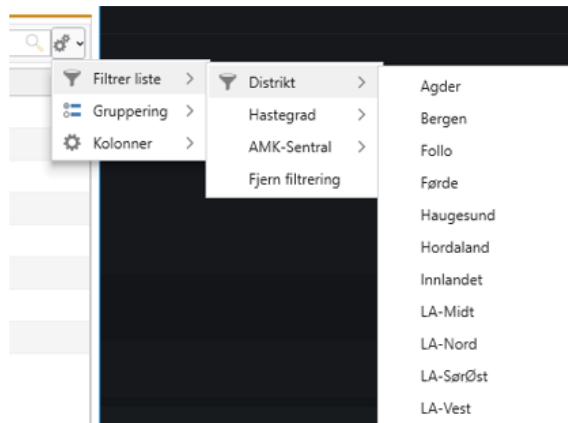 Filtrer liste
Gruppering
Kolonner
Distrikt
Hastegrad
AMK-Sentral
Fjern filtrering
Agder
Bergen
Follo
Førde
Haugesund
Hordaland
Innlandet
LA-Midt
LA-Nord
LA-SørØst
LA-Vest